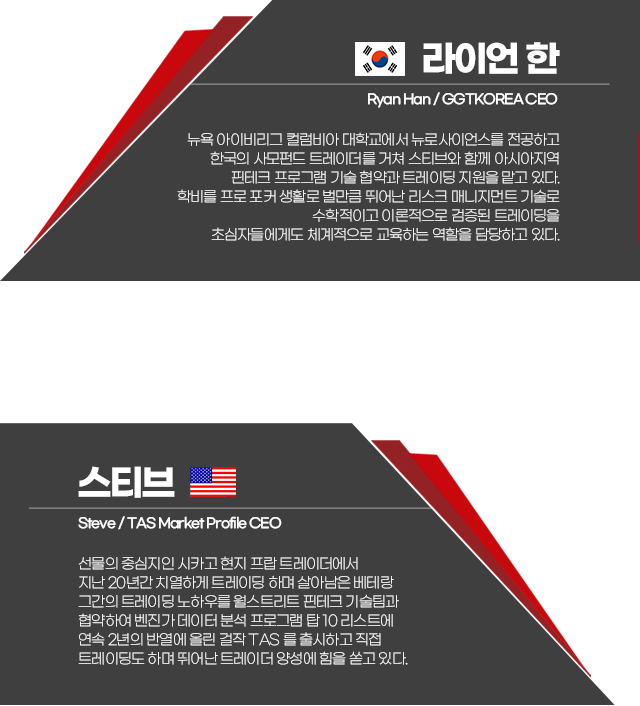 라이언 한
Ryan Han / GGTKOREA CEO
뉴욕 아이비리그 컬럼비아 대학교에서 뉴로사이언스를 전공하고
한국의 사모펀드 트레이더를 거쳐 스티브와 함께 아시아지역
핀테크 프로그램 기술 협약과 트레이딩 지원을 맡고 있다.
학비를 프로 포커 생활로 벌만큼 뛰어난 리스크 매니지먼트 기술로
수학적이고 이론적으로 검증된 트레이딩을
초심자들에게도 체계적으로 교육하는 역할을 담당하고 있다.
스티브
Steve / TAS Market Profile CEO
선물의 중심지인 시카고 현지 프랍 트레이더에서
지난 20년간 치열하게 트레이딩 하며 살아남은 베테랑
그간의 트레이딩 노하우를 월스트리트 핀테크 기술팀과
협약하여 벤진가 데이터 분석 프로그램 탑 10 리스트에
연속 2년의 반열에 올린 걸작 TAS 를 출시하고 직접
트레이딩도 하며 뛰어난 트레이더 양성에 힘을 쏟고 있다.